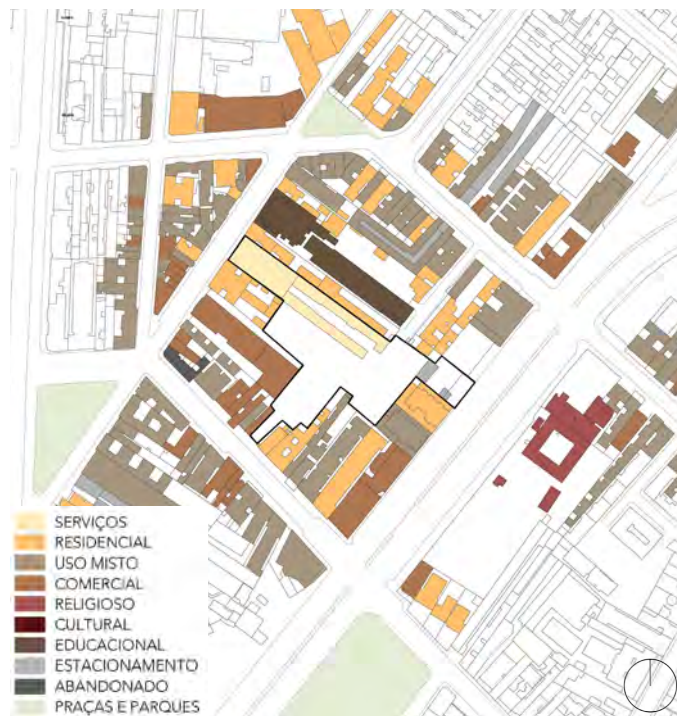 SERVIÇOS
RESIDENCIAL
USO MISTO
COMERCIAL
RELIGIOSO
CULTURAL
EDUCACIONAL
ESTACIONAMENTO
ABANDONADO
PRAÇAS E PARQUES